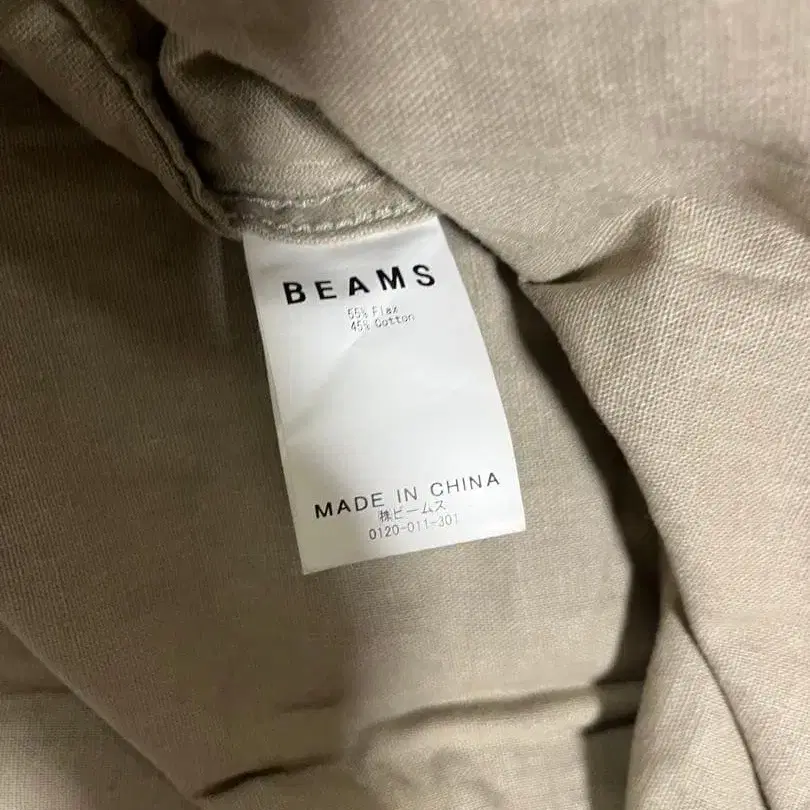 BEAMS
55% Flax
45% Cotton
MADE IN CHINA
㈱ビームス
0120-011-301